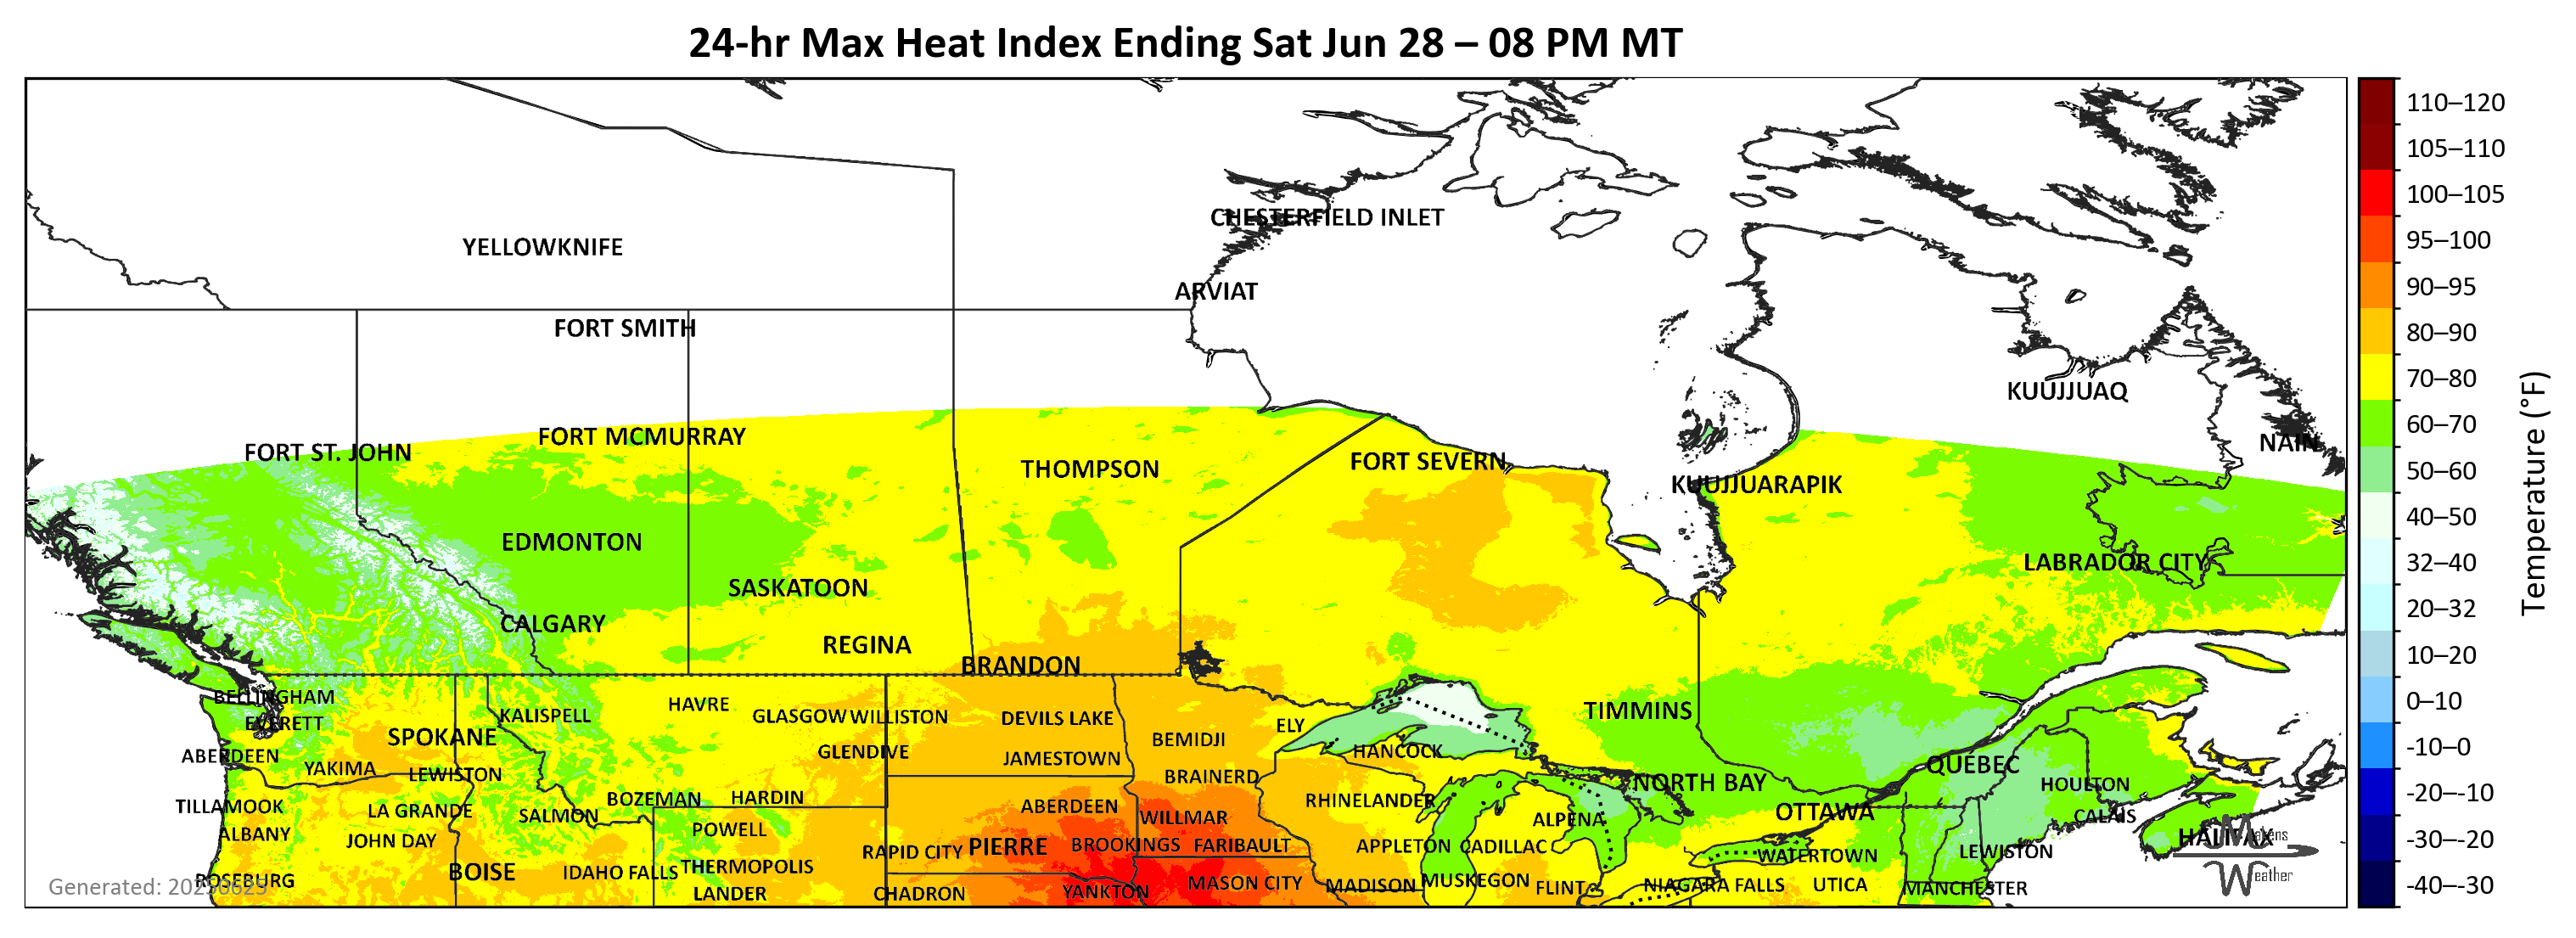 24-hr Max Heat Index Ending Sat Jun 28 – 08 PM MT
110–120
105–110
CHESTERFIELD INLET
100–105
YELLOWKNIFE
95–100
ARVIAT
90–95
FORT SMITH
80–90
KUUJJUAQ
70–80
FORT MCMURRAY
60–70
FORT ST. JOHN
NAIN
THOMPSON
FORT SEVERN
50–60
KUUJJUARAPIK
40–50
EDMONTON
LABRADOR CITY
32–40
Temperature (°F)
SASKATOON
20–32
CALGARY
REGINA
BRANDON
10–20
BELLINGHAM
HAVRE
0–10
KALISPELL
GLASGOW WILLISTON
DEVILS LAKE
TIMMINS
EVERETT
ELY
SPOKANE
BEMIDJI
-10–0
ABERDEEN
GLENDIVE
JAMESTOWN
HANCOCK
YAKIMA
LEWISTON
BRAINERD
QUÉBEC
NORTH BAY
HOULTON
-20–-10
TILLAMOOK
LA GRANDE
SALMON
BOZEMAN
HARDIN
ABERDEEN
RHINELANDER
WILLMAR
ALPENA
OTTAWA
CALAIS
ALBANY
JOHN DAY
POWELL
-30–-20
HALIFAX
Makens
Weather
RAPID CITY
PIERRE
BROOKINGS
FARIBAULT
APPLETON
CADILLAC
WATERTOWN
LEWISTON
BOISE
IDAHO FALLS
THERMOPOLIS
ROSEBURG
Generated: 20250625
LANDER
CHADRON
YANKTON
MASON CITY
MADISON
MUSKEGON
FLINT
NIAGARA FALLS
UTICA
MANCHESTER
-40–-30